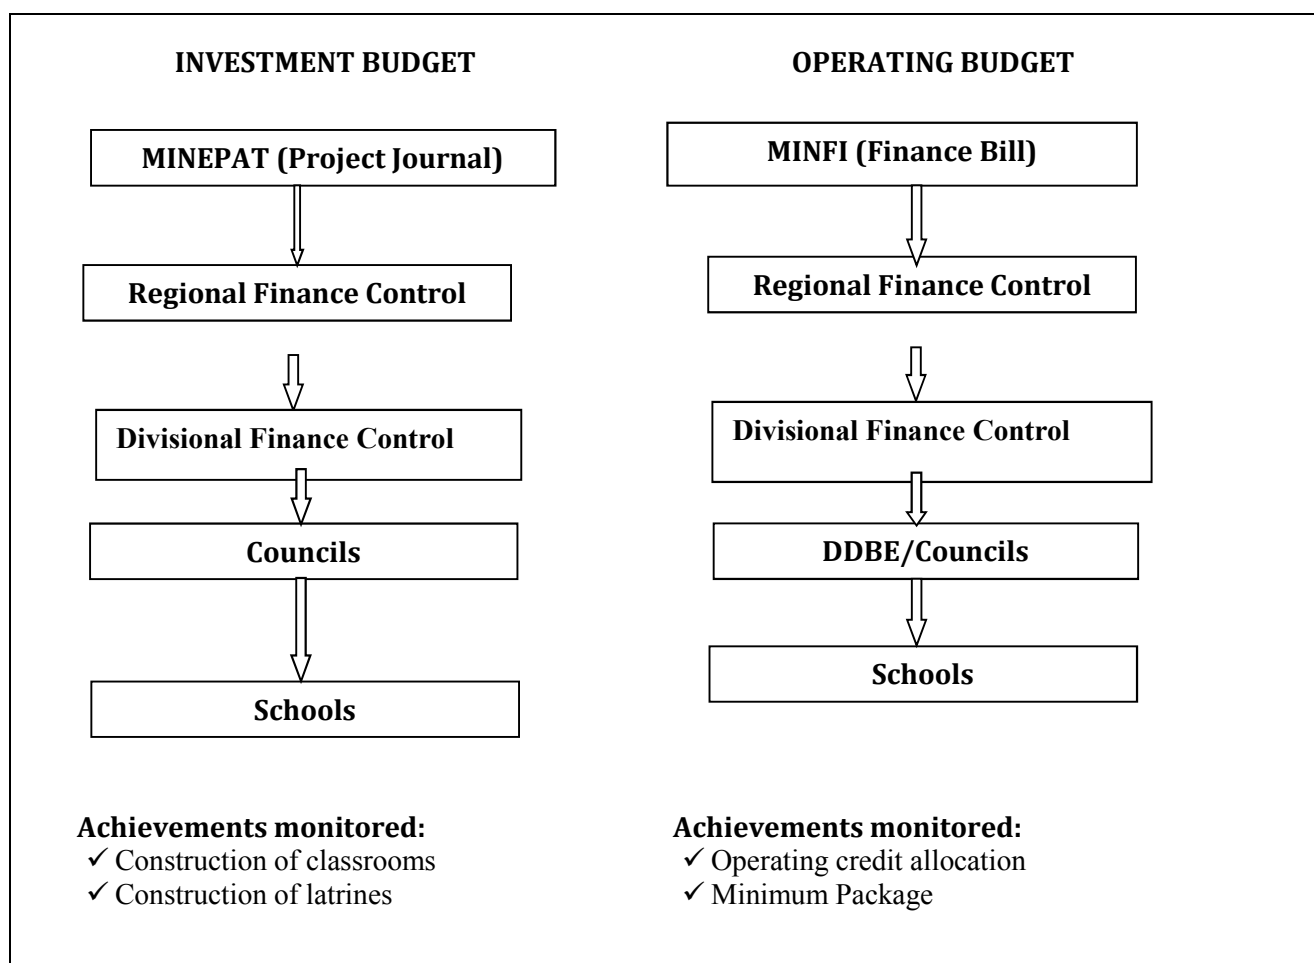 INVESTMENT BUDGET
MINEPAT (Project Journal)
Regional Finance Control
Divisional Finance Control
Councils
Schools
Achievements monitored:
✓ Construction of classrooms
✓ Construction of latrines
OPERATING BUDGET
MINFI (Finance Bill)
Regional Finance Control
Divisional Finance Control
DDBE/Councils
Schools
Achievements monitored:
✓ Operating credit allocation
✓ Minimum Package